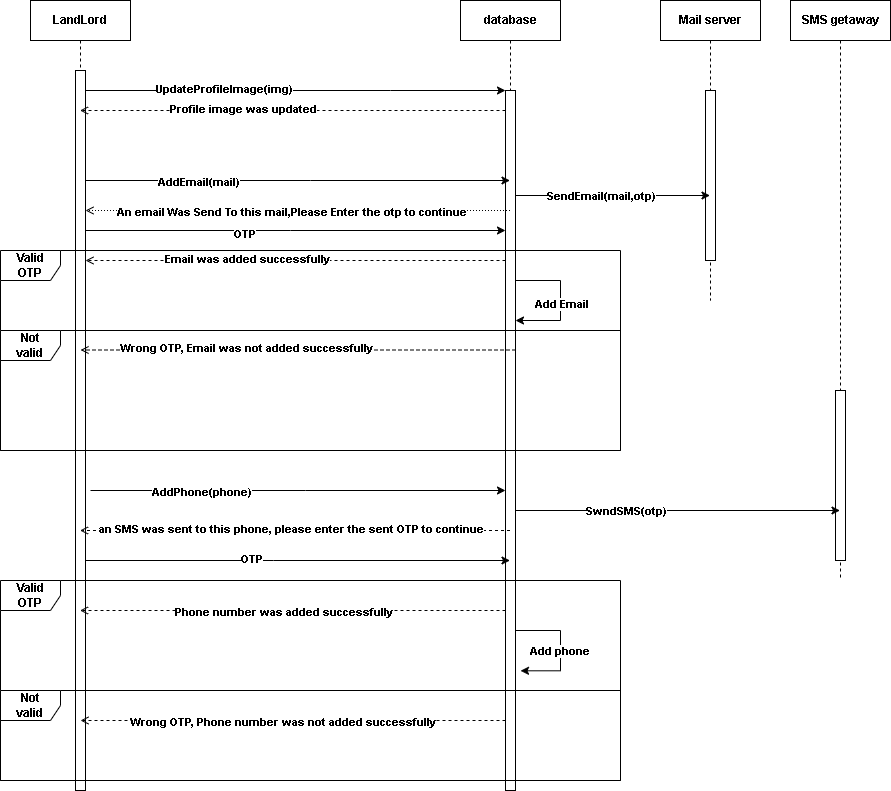 LandLord
database
Mail server
SMS getaway
UpdateProfileImage(img)
Profile image was updated
AddEmail(mail)
SendEmail(mail,otp)
An email Was Send To this mail,Please Enter the otp to continue
OTP
Valid
OTP
Email was added successfully
Add Email
Not
valid
Wrong OTP, Email was not added successfully
AddPhone(phone)
SwndSMS(otp)
an SMS was sent to this phone, please enter the sent OTP to continue
OTP
Valid
OTP
Phone number was added successfully
Add phone
Not
valid
Wrong OTP, Phone number was not added successfully